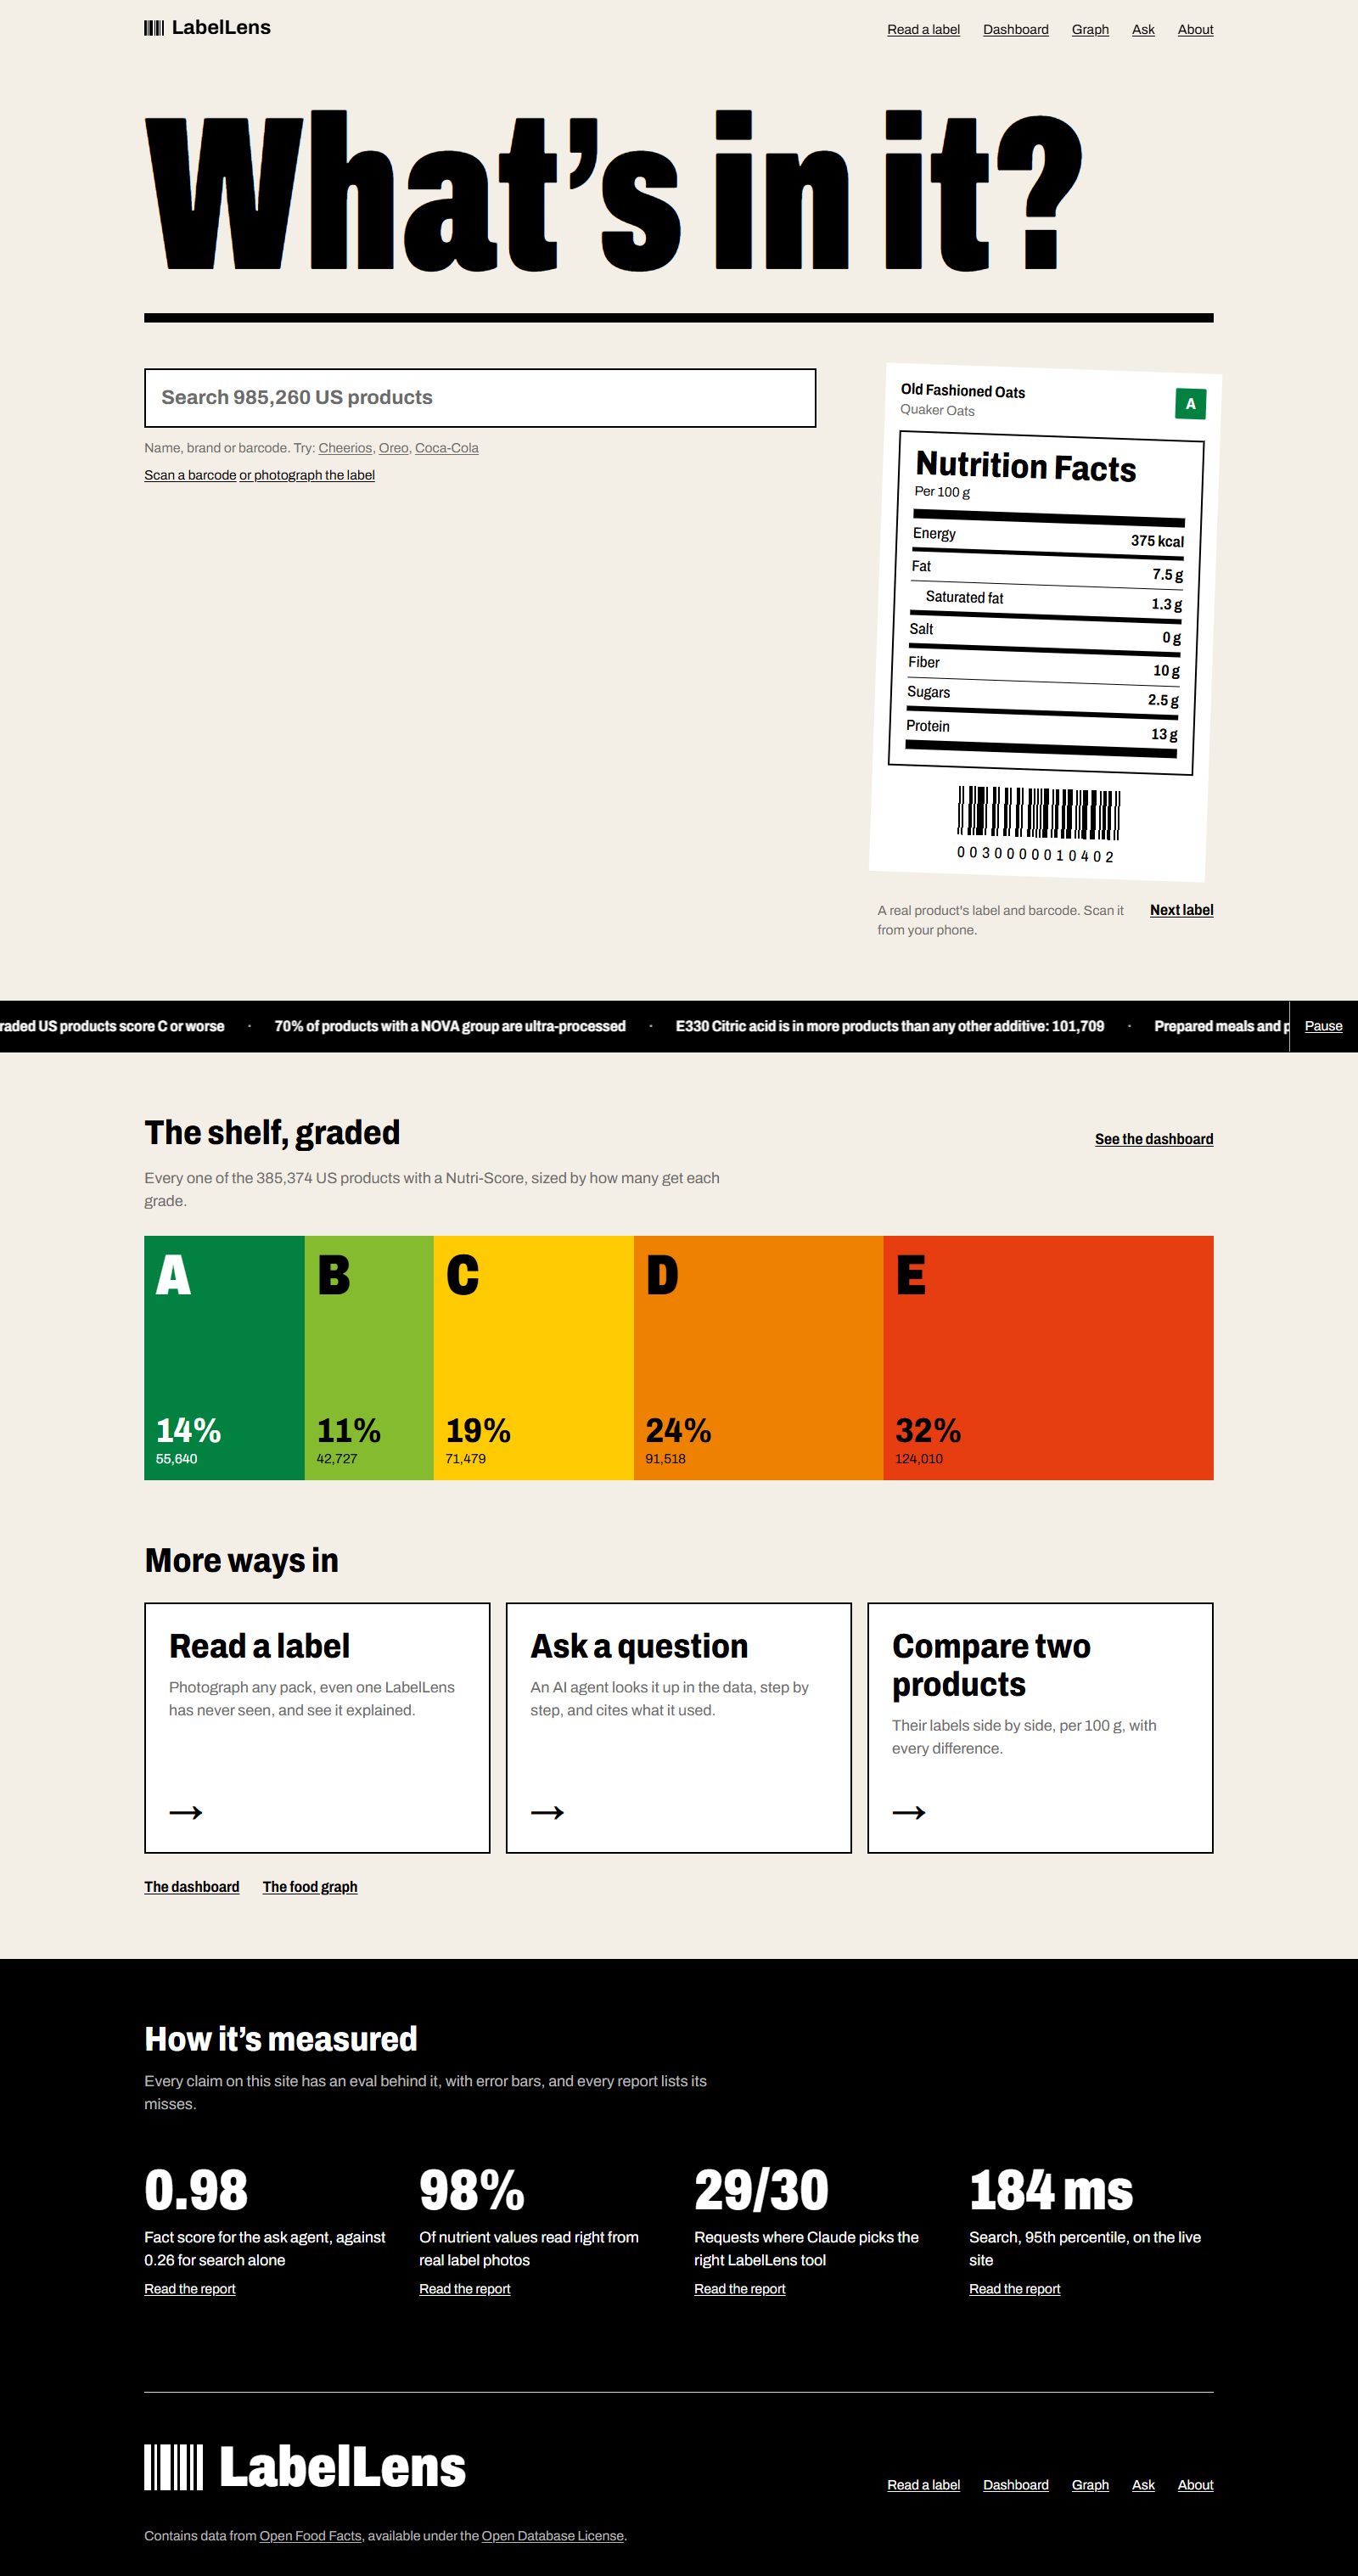 LabelLens
Read a label Dashboard Graph Ask About
What’s in it?
Search 985,260 US products
Name, brand or barcode. Try: Cheerios, Oreo, Coca-Cola
Scan a barcode or photograph the label
Old Fashioned Oats
Quaker Oats
A
Nutrition Facts
Per 100 g
Energy 375 kcal
Fat 7.5 g
Saturated fat 1.3 g
Salt 0 g
Fiber 10 g
Sugars 2.5 g
Protein 13 g
0030000010402
A real product's label and barcode. Scan it
from your phone.
Next label
raded US products score C or worse · 70% of products with a NOVA group are ultra-processed · E330 Citric acid is in more products than any other additive: 101,709 · Prepared meals and p
Pause
The shelf, graded
See the dashboard
Every one of the 385,374 US products with a Nutri-Score, sized by how many get each
grade.
A B C D E
14% 11% 19% 24% 32%
55,640 42,727 71,479 91,518 124,010
More ways in
Read a label
Photograph any pack, even one LabelLens
has never seen, and see it explained.
→
Ask a question
An AI agent looks it up in the data, step by
step, and cites what it used.
→
Compare two
products
Their labels side by side, per 100 g, with
every difference.
→
The dashboard The food graph
How it’s measured
Every claim on this site has an eval behind it, with error bars, and every report lists its
misses.
0.98
Fact score for the ask agent, against
0.26 for search alone
Read the report
98%
Of nutrient values read right from
real label photos
Read the report
29/30
Requests where Claude picks the
right LabelLens tool
Read the report
184 ms
Search, 95th percentile, on the live
site
Read the report
LabelLens
Read a label Dashboard Graph Ask About
Contains data from Open Food Facts, available under the Open Database License.